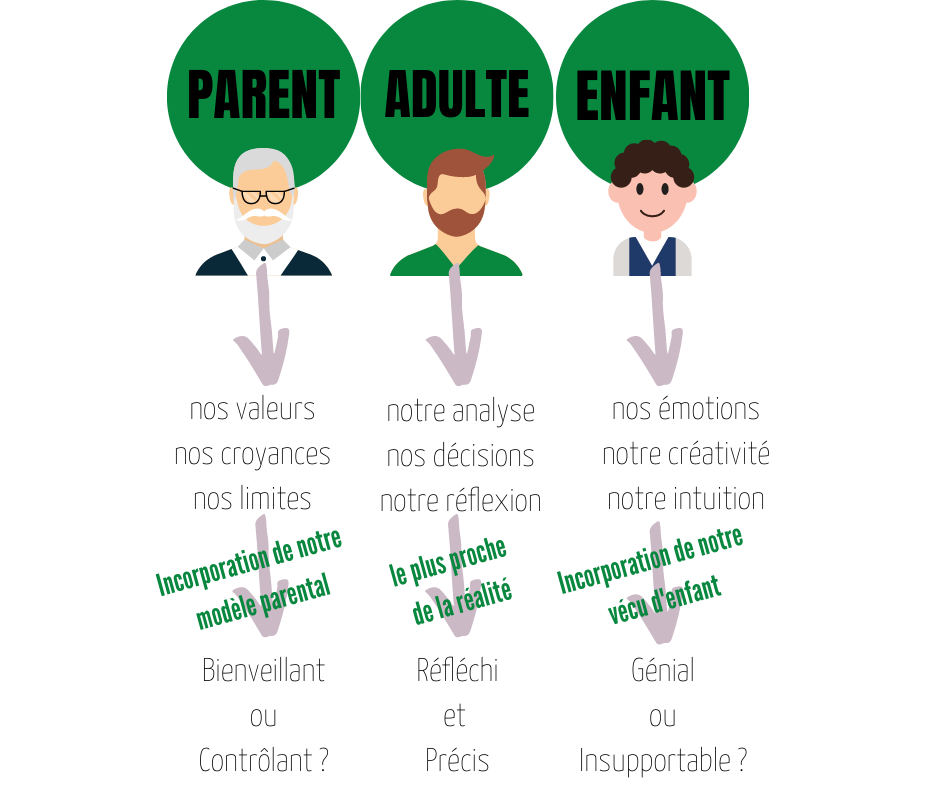 PARENT
ADULTE
ENFANT
nos valeurs
nos croyances
nos limites
notre analyse
nos décisions
notre réflexion
nos émotions
notre créativité
notre intuition
Incorporation de notre
modèle parental
le plus proche
de la réalité
Incorporation de notre
vécu d'enfant
Bienveillant
ou
Contrôlant ?
Réfléchi
et
Précis
Génial
ou
Insupportable ?